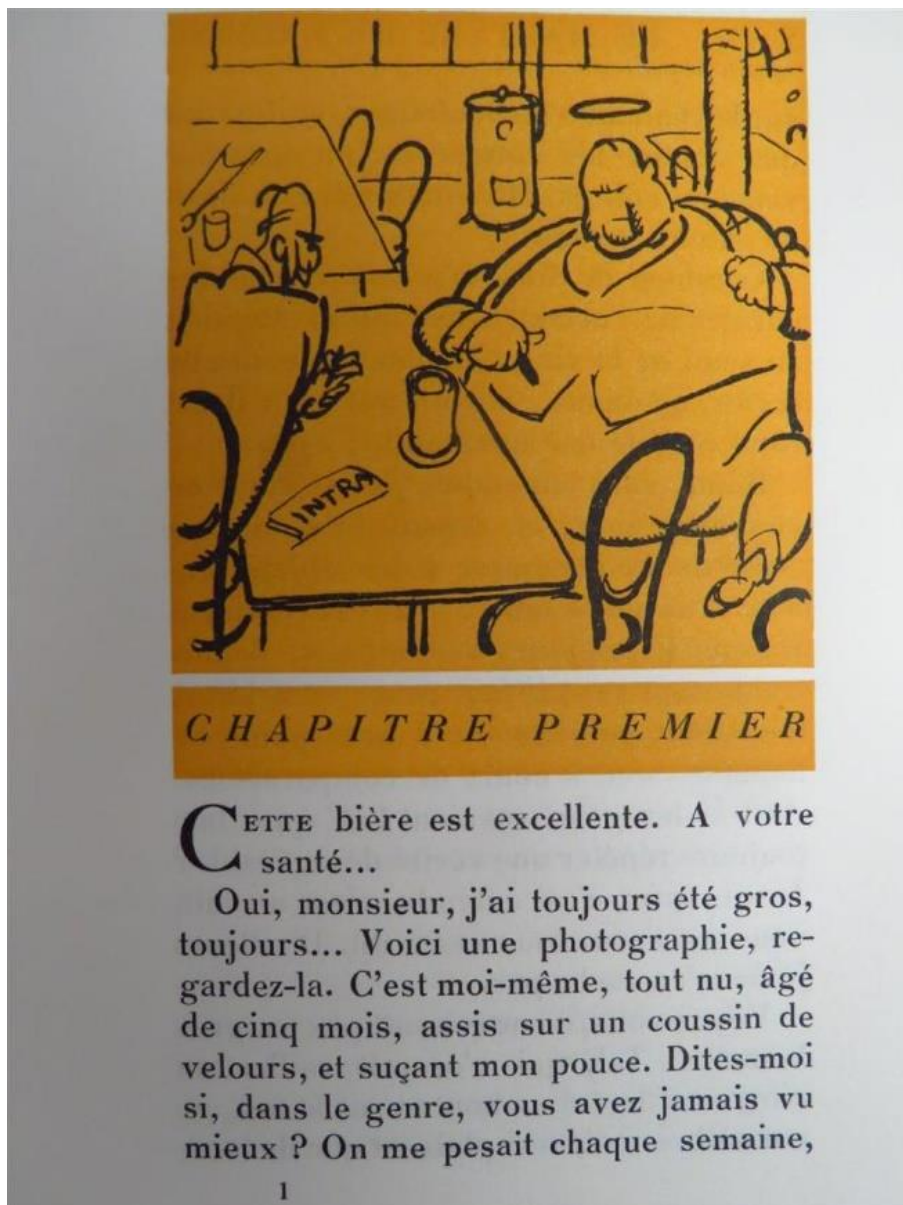 INTRA
CHAPITRE PREMIER
CETTE bière est excellente. A votre
santé...
Oui, monsieur, j'ai toujours été gros,
toujours... Voici une photographie, re-
gardez-la. C'est moi-même, tout nu, âgé
de cinq mois, assis sur un coussin de
velours, et suçant mon pouce. Dites-moi
si, dans le genre, vous avez jamais vu
mieux ? On me pesait chaque semaine,
1